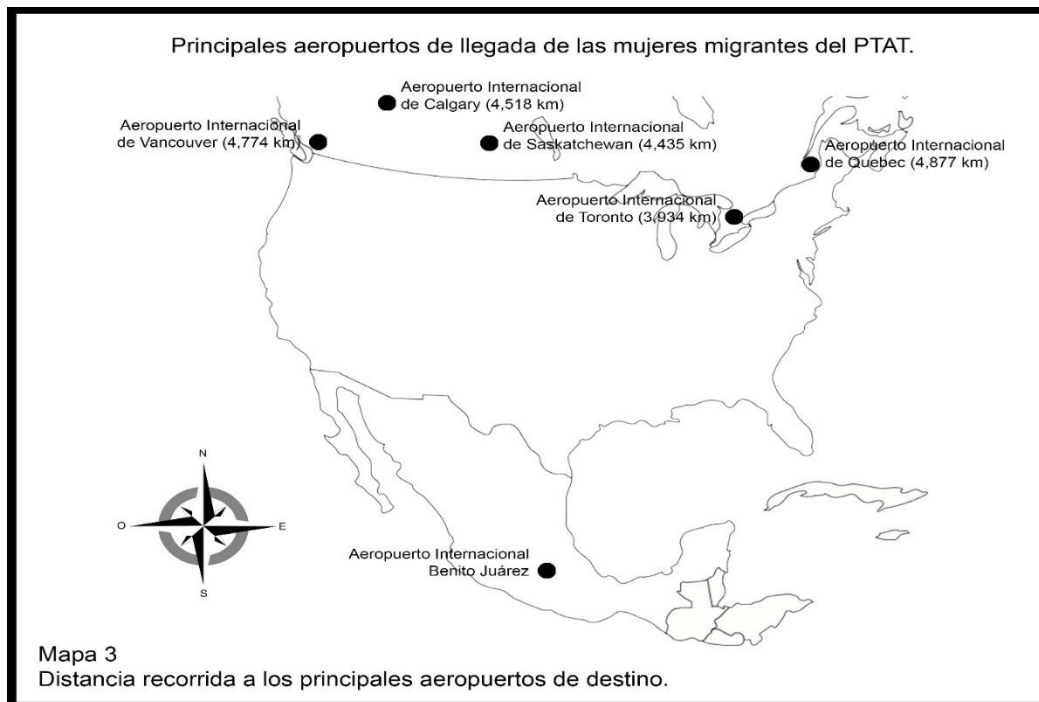 Principales aeropuertos de llegada de las mujeres migrantes del PTAT.
Aeropuerto Internacional
de Calgary (4,518 km)
Aeropuerto Internacional
de Vancouver (4,774 km)
Aeropuerto Internacional
de Saskatchewan (4,435 km)
Aeropuerto Internacional
de Quebec (4,877 km)
Aeropuerto Internacional
de Toronto (3,934 km)
N
O
E
S
Aeropuerto Internacional
Benito Juárez
Mapa 3
Distancia recorrida a los principales aeropuertos de destino.